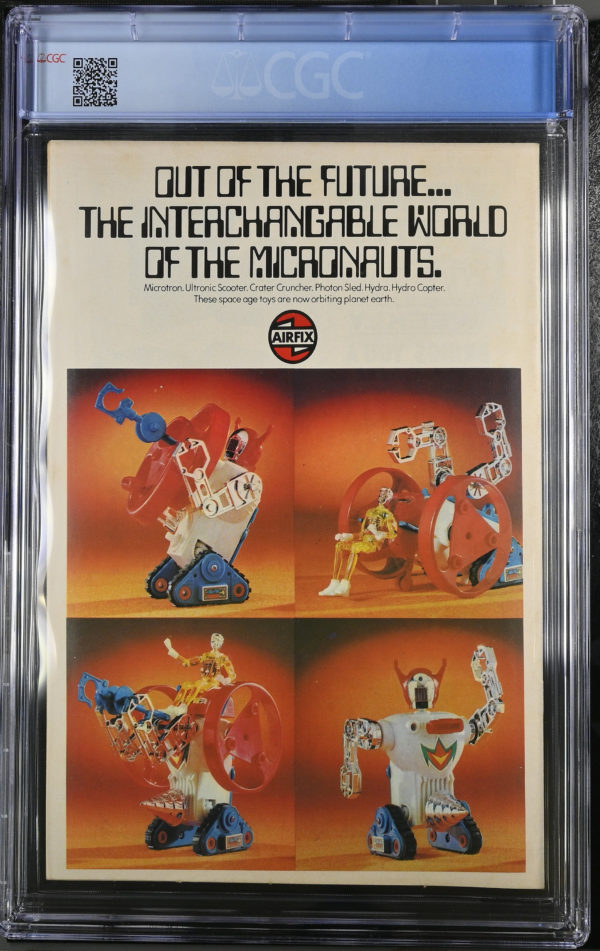 CGC
CGC
OUT OF THE FUTURE...
THE INTERCHANGABLE WORLD
OF THE MICRONAUTS.
Microtron. Ultronic Scooter. Crater Cruncher. Photon Sled. Hydra. Hydro Copter.
These space age toys are now orbiting planet earth.
AIRFIX